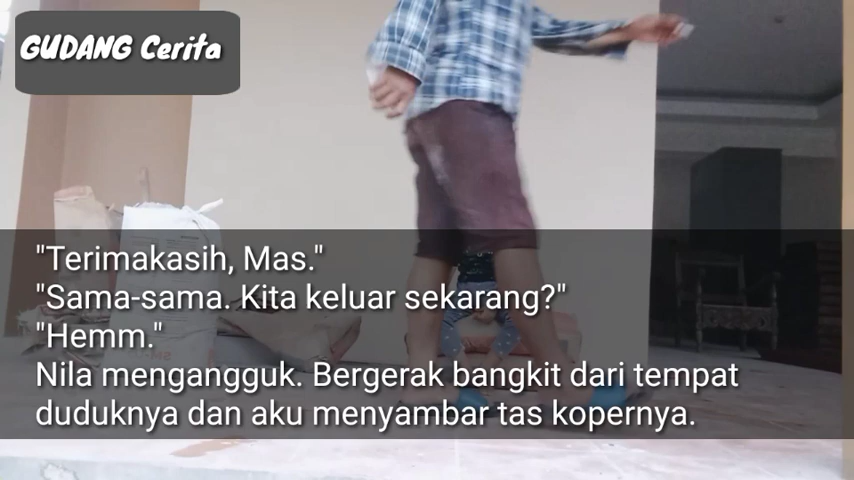 GUDANG Cerita
"Terimakasih, Mas."
"Sama-sama. Kita keluar sekarang?"
"Hemm."
Nila mengangguk. Bergerak bangkit dari tempat
duduknya dan aku menyambar tas kopernya.